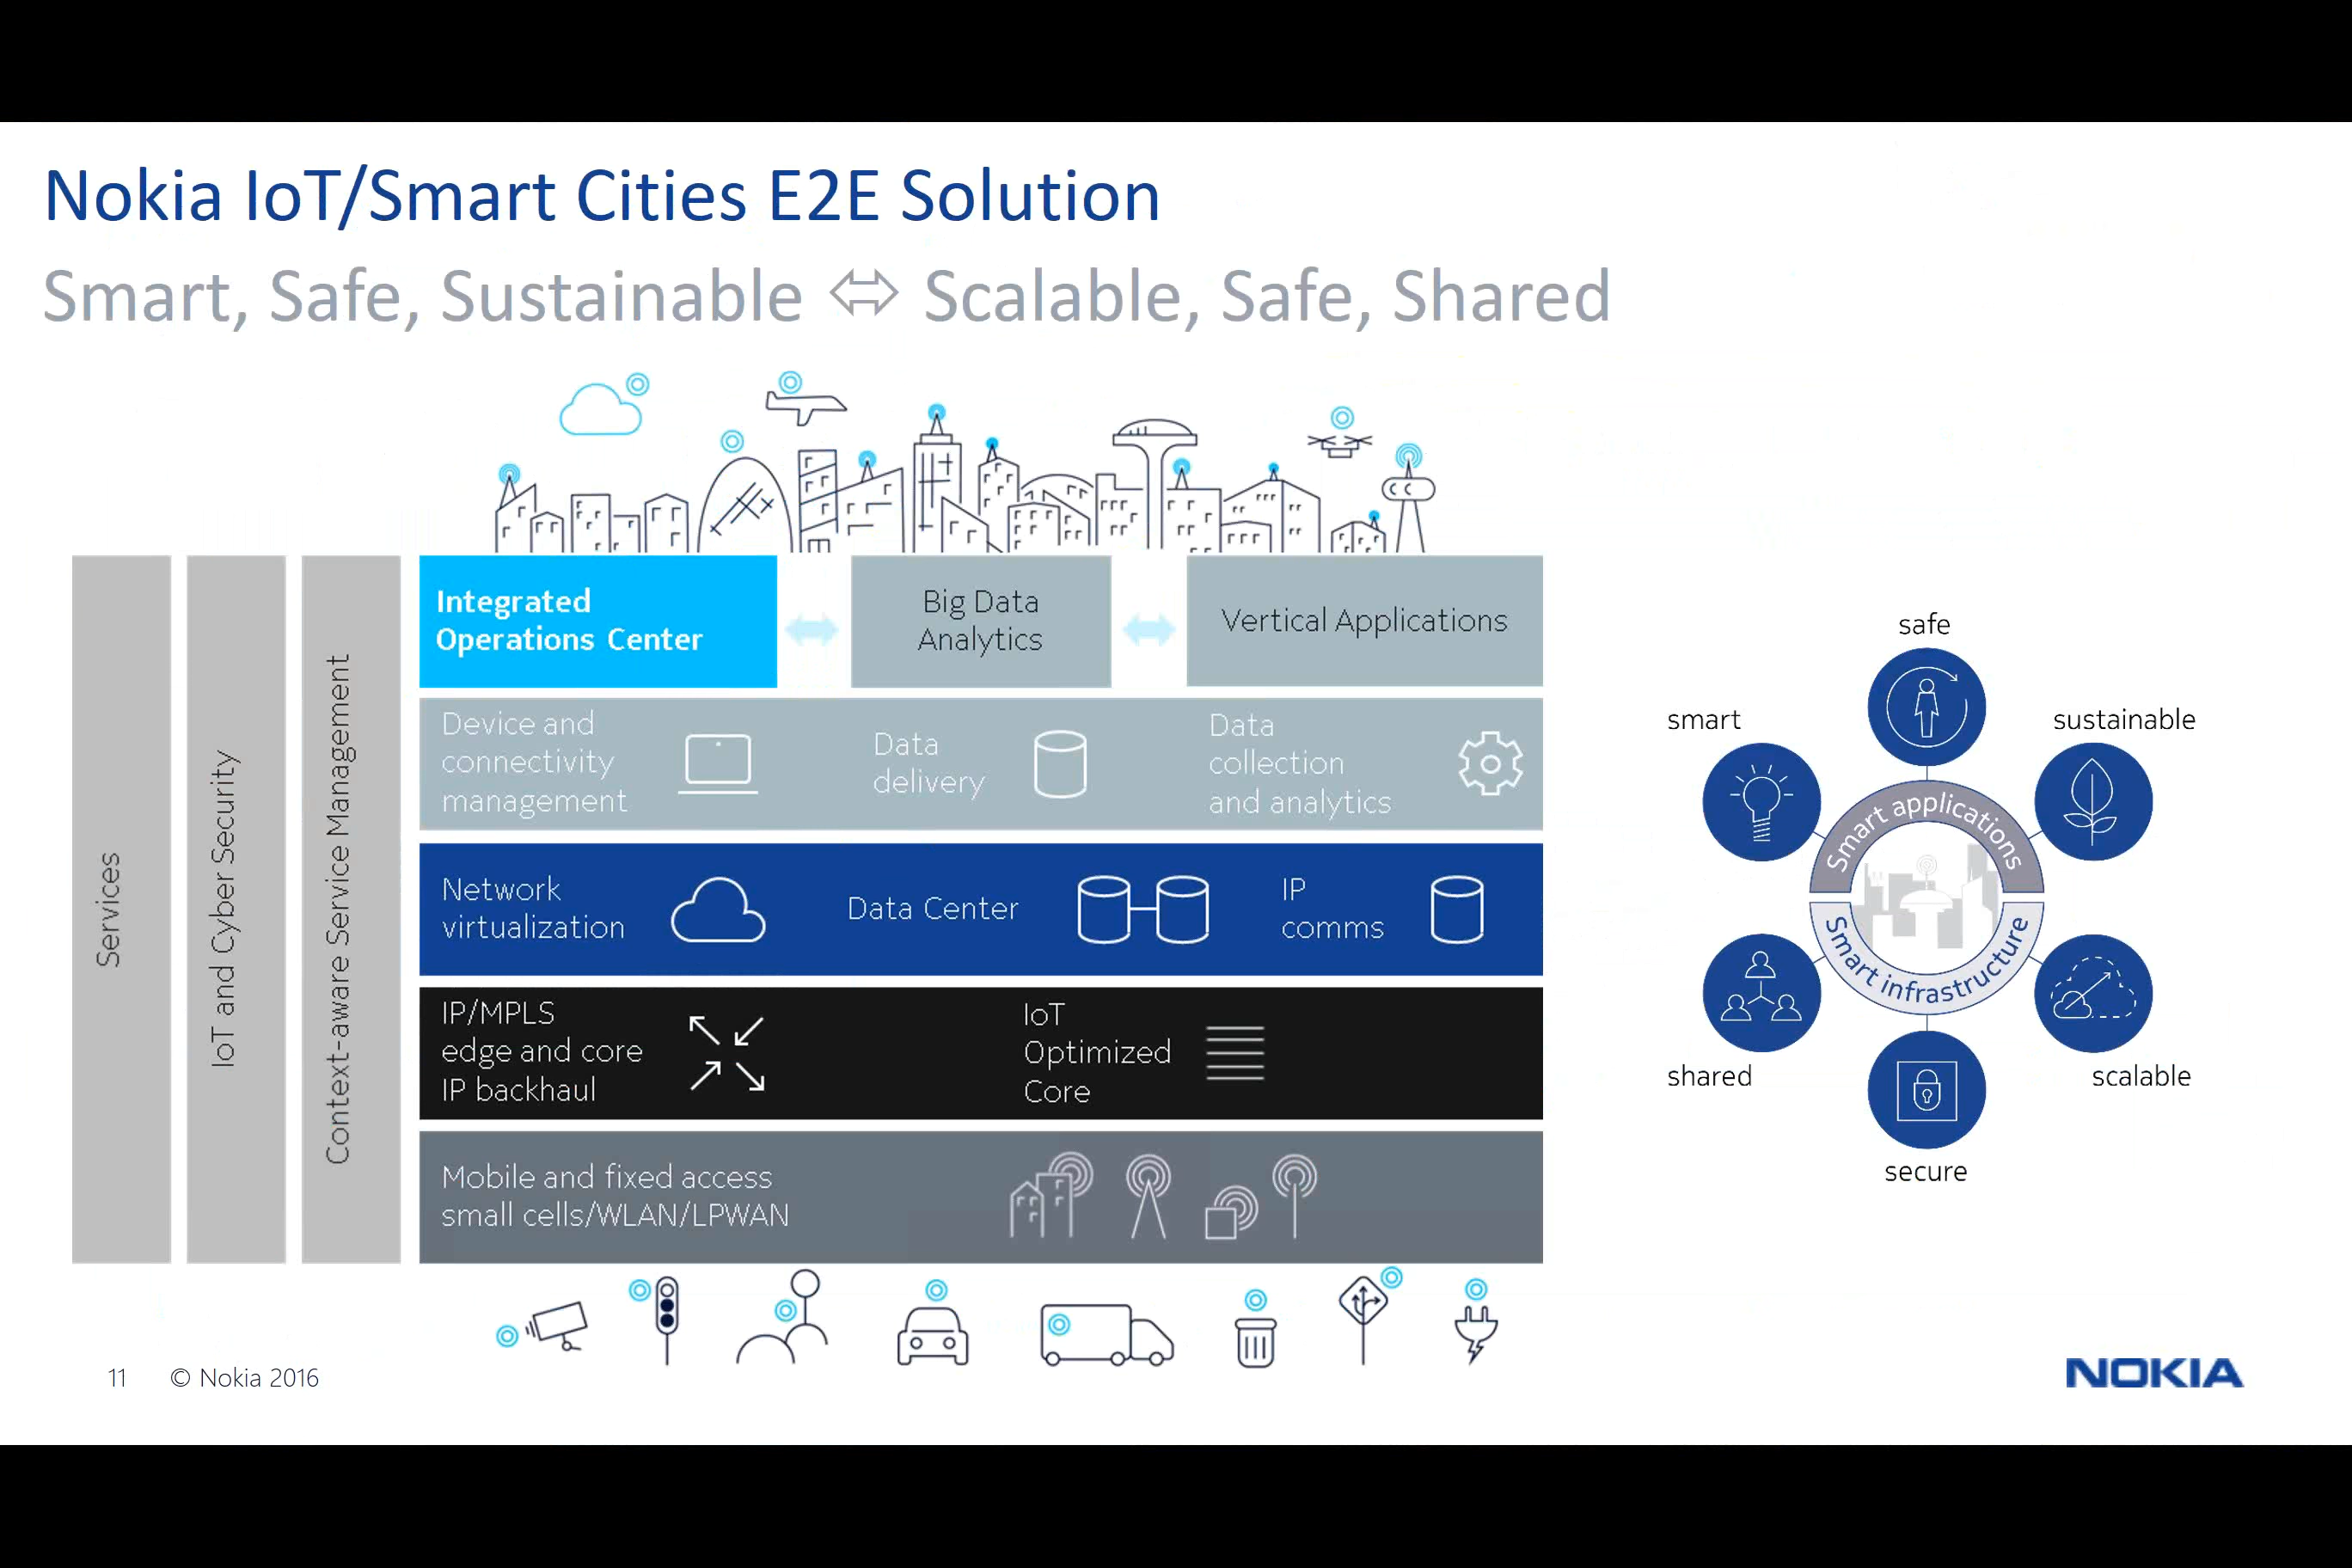 Nokia IoT/Smart Cities E2E Solution
Smart, Safe, Sustainable ⇔ Scalable, Safe, Shared
Services
IoT and Cyber Security
Context-aware Service Management
Integrated
Operations Center
Big Data
Analytics
Vertical Applications
Device and
connectivity
management
Data
delivery
Data
collection
and analytics
Network
virtualization
Data Center
IP
comms
IP/MPLS
edge and core
IP backhaul
IoT
Optimized
Core
Mobile and fixed access
small cells/WLAN/LPWAN
safe
smart
sustainable
Smart applications
Smart infrastructure
shared
scalable
secure
11 © Nokia 2016
NOKIA